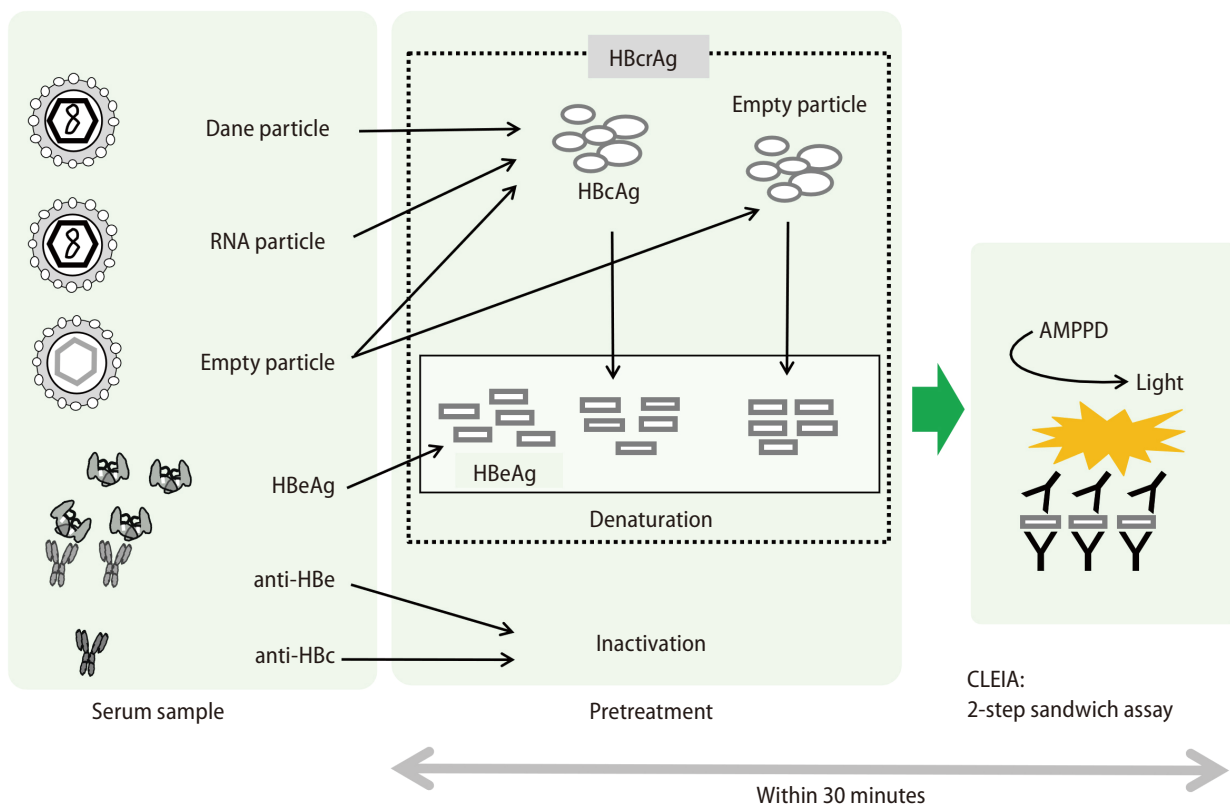 HBcrAg
Dane particle
Empty particle
HBcAg
RNA particle
Empty particle
AMPPD
Light
HBeAg
HBeAg
Denaturation
anti-HBe
Inactivation
anti-HBc
Serum sample
Pretreatment
CLEIA:
2-step sandwich assay
Within 30 minutes